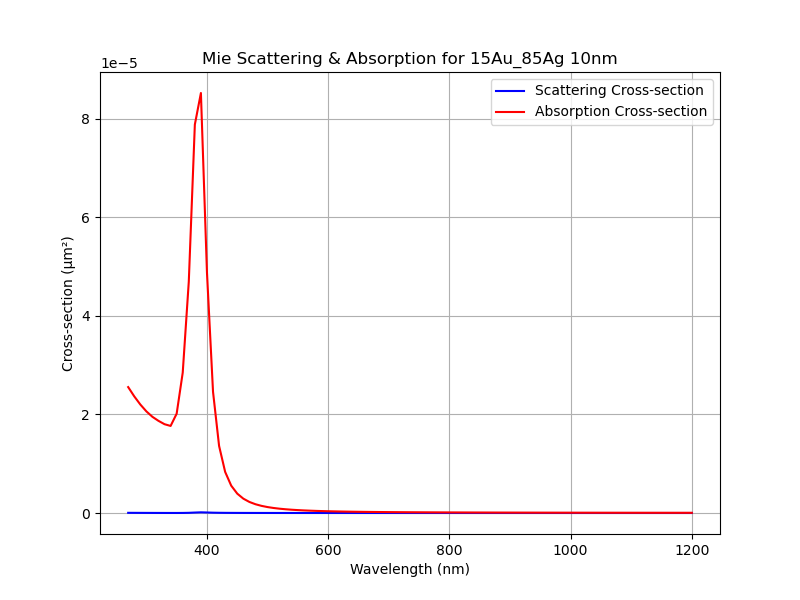 Mie Scattering & Absorption for 15Au_85Ag 10nm
1e−5
Scattering Cross-section
Absorption Cross-section
8
6
4
2
0
Cross-section (μm²)
400 600 800 1000 1200
Wavelength (nm)